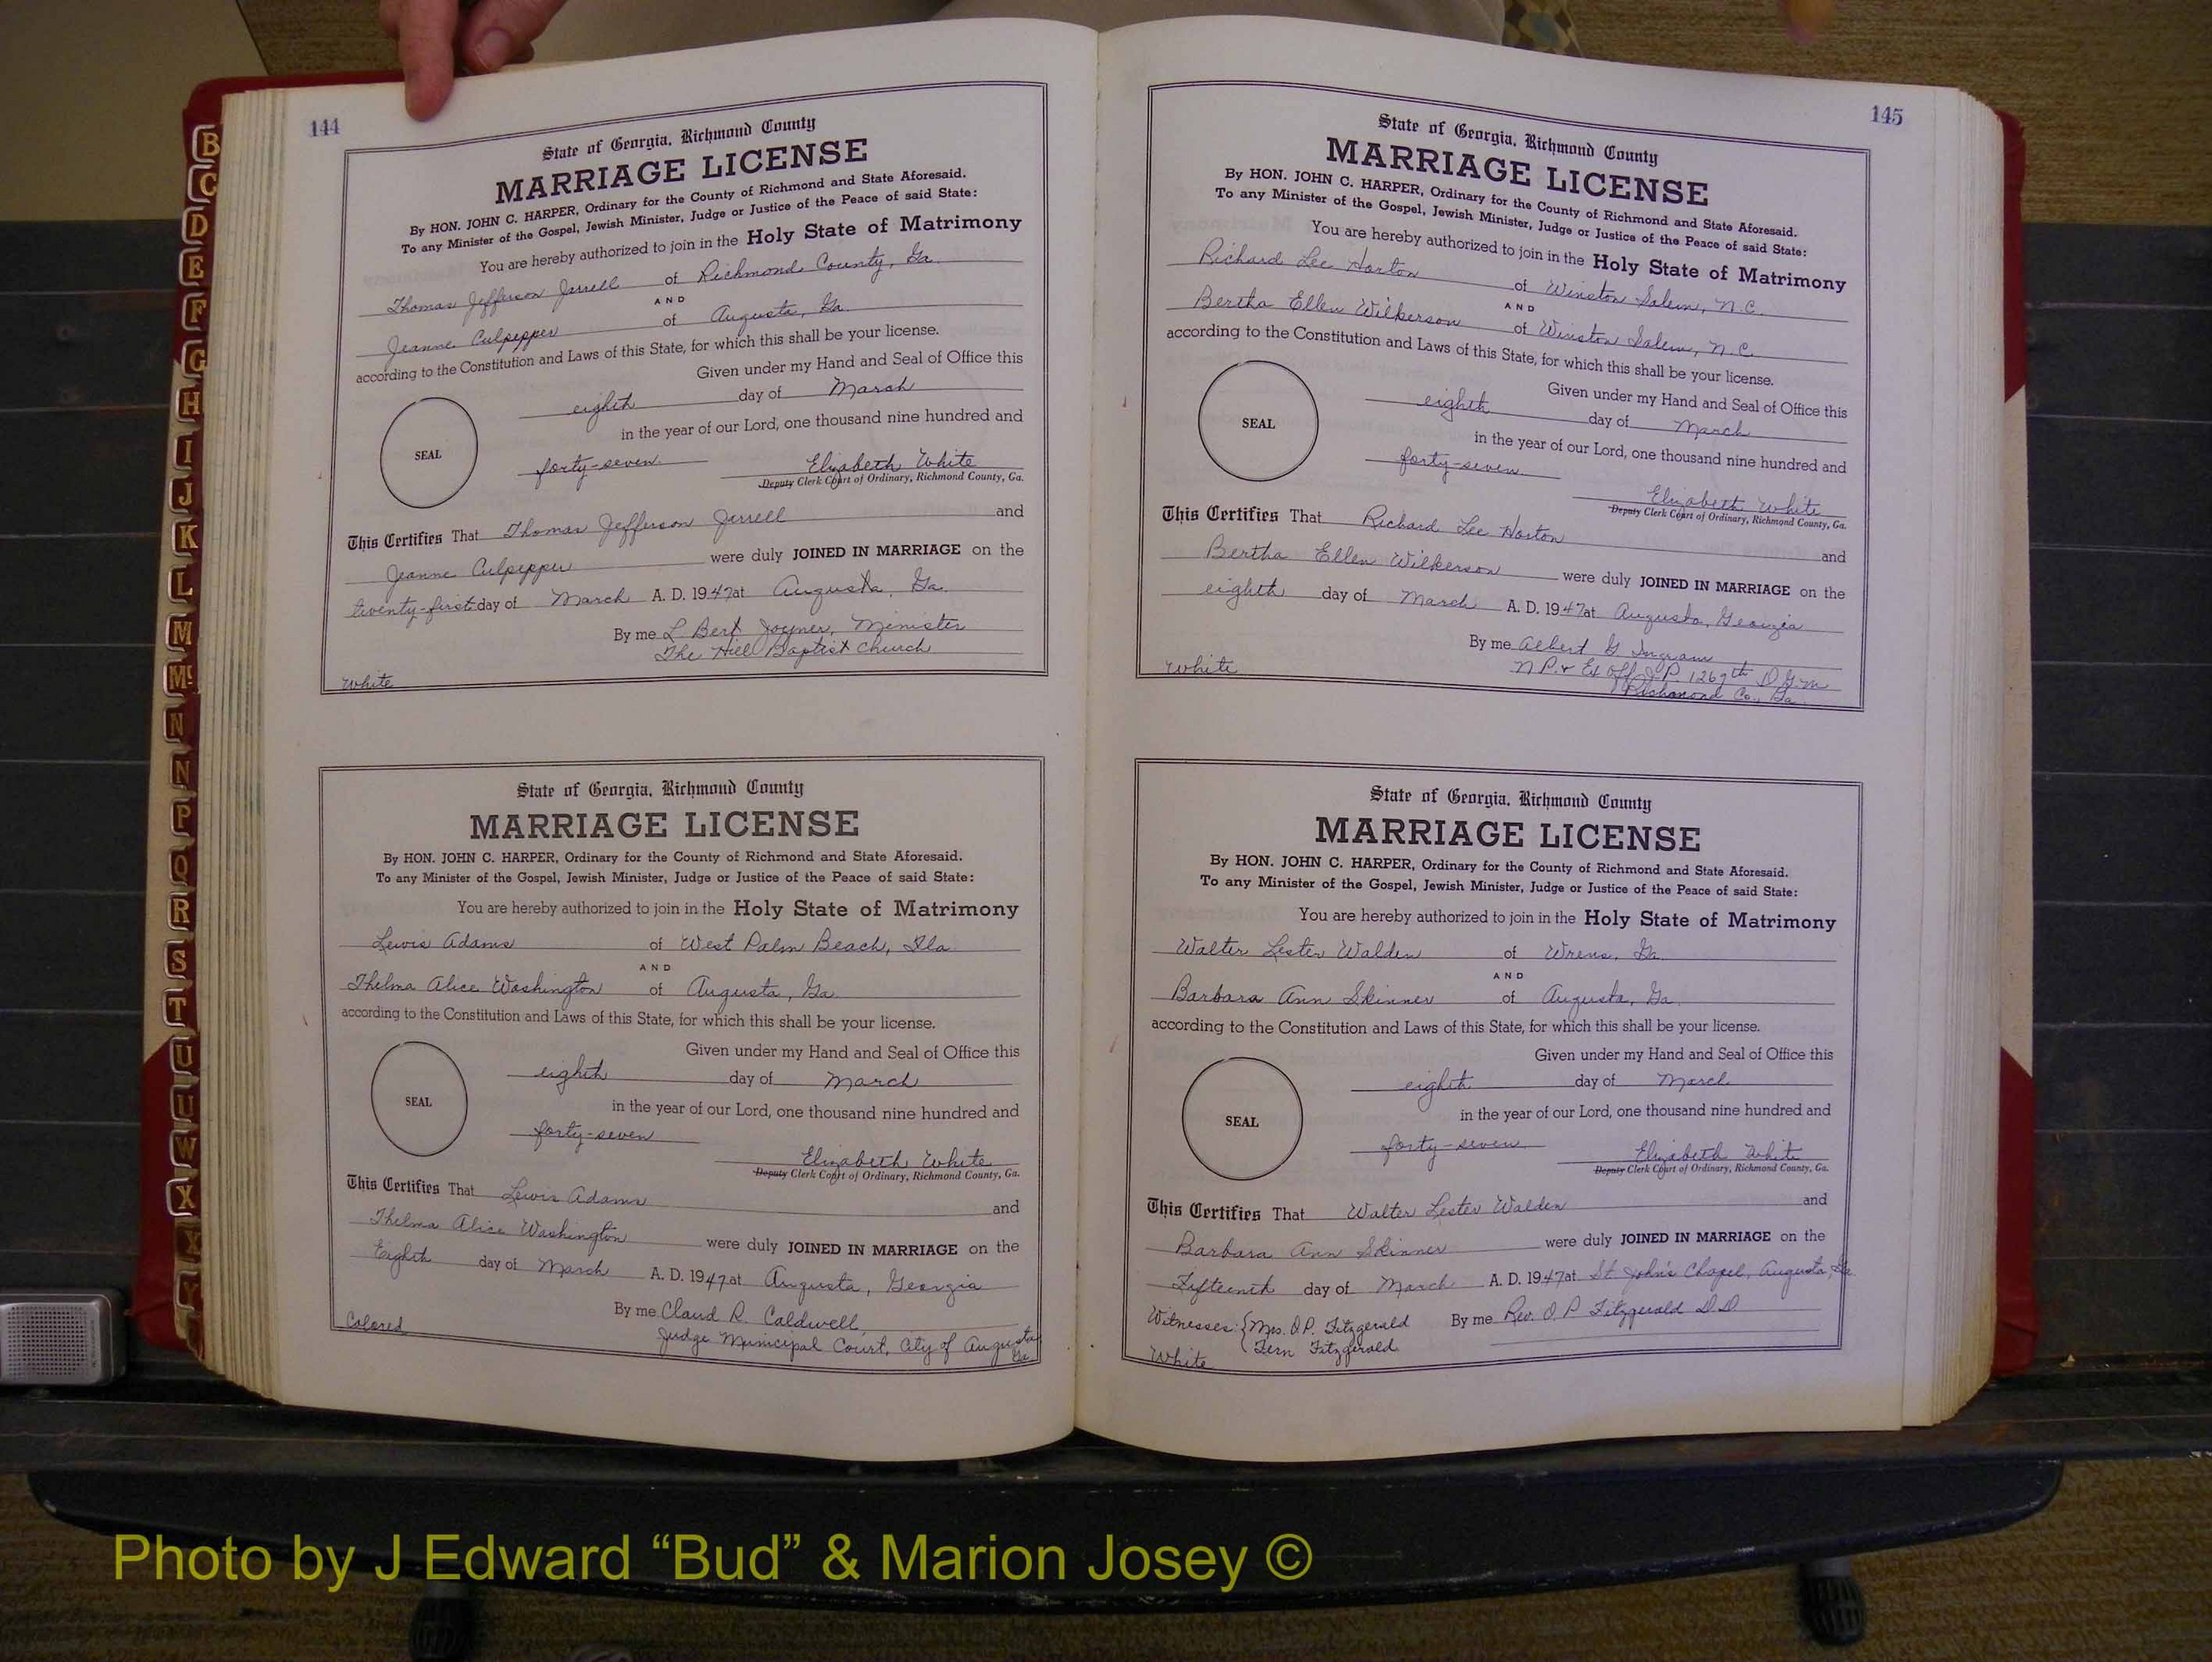 144
State of Georgia, Richmond County
MARRIAGE LICENSE
By HON. JOHN C. HARPER, Ordinary for the County of Richmond and State Aforesaid.
To any Minister of the Gospel, Jewish Minister, Judge or Justice of the Peace of said State:
You are hereby authorized to join in the Holy State of Matrimony
Thomas Jefferson Jarrell of Richmond County, Ga.
AND
Jeanne Culpepper of Augusta, Ga.
according to the Constitution and Laws of this State, for which this shall be your license.
Given under my Hand and Seal of Office this
eighth day of March
in the year of our Lord, one thousand nine hundred and
SEAL
forty-seven Elizabeth White
Deputy Clerk Court of Ordinary, Richmond County, Ga.
This Certifies That Thomas Jefferson Jarrell and
Jeanne Culpepper were duly JOINED IN MARRIAGE on the
twenty-first day of March A. D. 1947 at Augusta, Ga.
By me L. Bert Joyner, Minister
The Hill Baptist Church
White
State of Georgia, Richmond County
MARRIAGE LICENSE
By HON. JOHN C. HARPER, Ordinary for the County of Richmond and State Aforesaid.
To any Minister of the Gospel, Jewish Minister, Judge or Justice of the Peace of said State:
You are hereby authorized to join in the Holy State of Matrimony
Lewis Adams of West Palm Beach, Fla
AND
Thelma Alice Washington of Augusta, Ga.
according to the Constitution and Laws of this State, for which this shall be your license.
Given under my Hand and Seal of Office this
eighth day of March
in the year of our Lord, one thousand nine hundred and
SEAL
forty-seven
Elizabeth White
Deputy Clerk Court of Ordinary, Richmond County, Ga.
This Certifies That Lewis Adams and
Thelma Alice Washington were duly JOINED IN MARRIAGE on the
Eighth day of March A. D. 1947 at Augusta, Georgia
By me Claud R. Caldwell,
Judge Municipal Court, City of Augusta
Ga.
Colored
145
State of Georgia, Richmond County
MARRIAGE LICENSE
By HON. JOHN C. HARPER, Ordinary for the County of Richmond and State Aforesaid.
To any Minister of the Gospel, Jewish Minister, Judge or Justice of the Peace of said State:
You are hereby authorized to join in the Holy State of Matrimony
Richard Lee Horton of Winston Salem, N.C.
AND
Bertha Ellen Wilkerson of Winston Salem, N.C.
according to the Constitution and Laws of this State, for which this shall be your license.
Given under my Hand and Seal of Office this
eighth day of March
in the year of our Lord, one thousand nine hundred and
SEAL
forty-seven
Elizabeth White
Deputy Clerk Court of Ordinary, Richmond County, Ga.
This Certifies That Richard Lee Horton and
Bertha Ellen Wilkerson were duly JOINED IN MARRIAGE on the
eighth day of March A. D. 1947 at Augusta, Georgia
By me Albert G Ingram
N.P. & Ex Off J.P. 1269th D.G.M
Richmond Co., Ga.
White
State of Georgia, Richmond County
MARRIAGE LICENSE
By HON. JOHN C. HARPER, Ordinary for the County of Richmond and State Aforesaid.
To any Minister of the Gospel, Jewish Minister, Judge or Justice of the Peace of said State:
You are hereby authorized to join in the Holy State of Matrimony
Walter Lester Walden of Wrens, Ga.
AND
Barbara Ann Skinner of Augusta, Ga.
according to the Constitution and Laws of this State, for which this shall be your license.
Given under my Hand and Seal of Office this
eighth day of March
in the year of our Lord, one thousand nine hundred and
SEAL
forty-seven Elizabeth White
Deputy Clerk Court of Ordinary, Richmond County, Ga.
This Certifies That Walter Lester Walden and
Barbara Ann Skinner were duly JOINED IN MARRIAGE on the
Fifteenth day of March A. D. 1947 at St. John's Chapel, Augusta, Ga.
Witnesses: { Mrs. O.P. Fitzgerald By me Rev. O P Fitzgerald D D
Fern Fitzgerald
White
B
C
D
E
F
G
H
I
J
K
L
M
Mc
N
N
P
Q
R
S
T
U
U
W
X
X
Y
Photo by J Edward “Bud” & Marion Josey ©